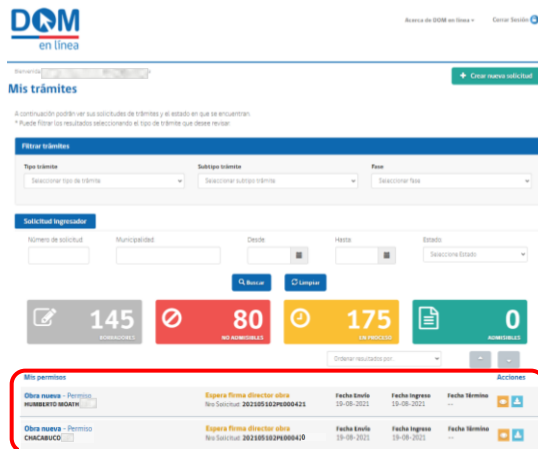 DOM
en línea
Acerca de DOM en línea
Cerrar Sesión
Bienvenida
+ Crear nueva solicitud
Mis trámites
A continuación podrán ver sus solicitudes de trámites y el estado en que se encuentran.
* Puede filtrar los resultados seleccionando el tipo de trámite que desee revisar.
Filtrar trámites
Tipo trámite Subtipo trámite Fase
Seleccionar tipo de trámite Seleccionar subtipo trámite Seleccionar fase
Solicitud Ingresador
Número de solicitud Municipalidad Desde Hasta Estado
Seleccione Estado
Buscar Limpiar
145 80 175 0
BORRADORES NO ADMISIBLES EN PROCESO ADMISIBLES
Ordenar resultados por...
Mis permisos Acciones
Obra nueva - Permiso Espera firma director obra Fecha Envío Fecha Ingreso Fecha Término
HUMBERTO MOATH Nro Solicitud 202105102PE000421 19-08-2021 19-08-2021 --
Obra nueva - Permiso Espera firma director obra Fecha Envío Fecha Ingreso Fecha Término
CHACABUCO Nro Solicitud 202105102PE000420 19-08-2021 19-08-2021 --